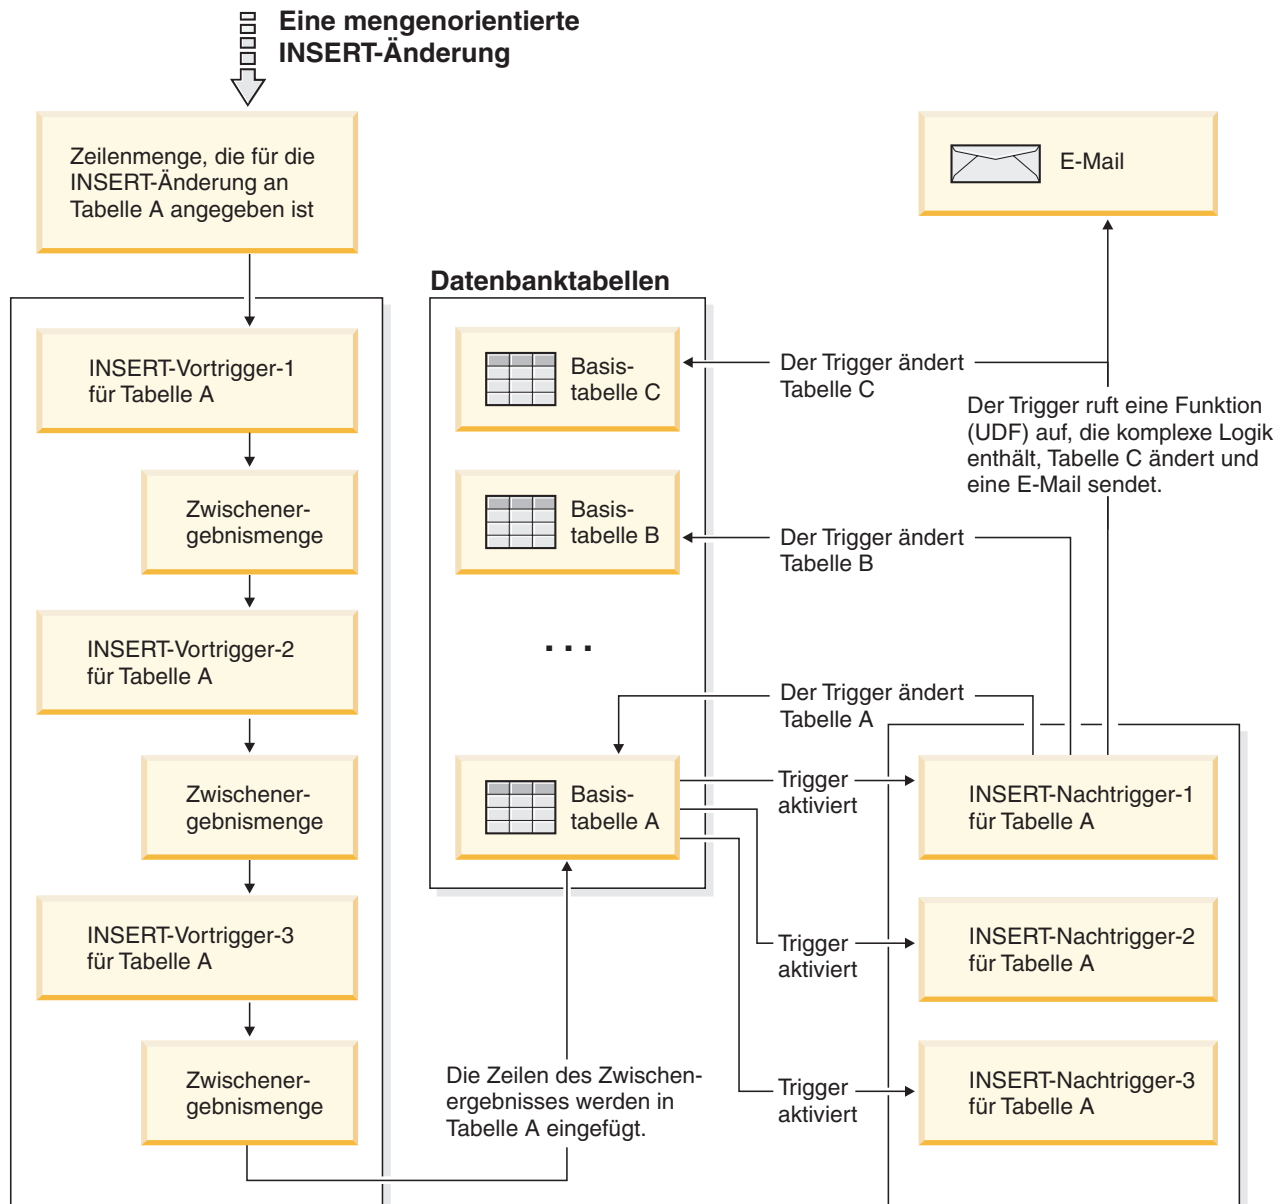 Eine mengenorientierte
INSERT-Änderung
Zeilenmenge, die für die
INSERT-Änderung an
Tabelle A angegeben ist
E-Mail
Datenbanktabellen
INSERT-Vortrigger-1
für Tabelle A
Zwischener-
gebnismenge
INSERT-Vortrigger-2
für Tabelle A
Zwischener-
gebnismenge
INSERT-Vortrigger-3
für Tabelle A
Zwischener-
gebnismenge
Basis-
tabelle C
Basis-
tabelle B
. . .
Basis-
tabelle A
Die Zeilen des Zwischen-
ergebnisses werden in
Tabelle A eingefügt.
Der Trigger ändert
Tabelle C
Der Trigger ruft eine Funktion
(UDF) auf, die komplexe Logik
enthält, Tabelle C ändert und
eine E-Mail sendet.
Der Trigger ändert
Tabelle B
Der Trigger ändert
Tabelle A
Trigger
aktiviert
INSERT-Nachtrigger-1
für Tabelle A
Trigger
aktiviert
INSERT-Nachtrigger-2
für Tabelle A
Trigger
aktiviert
INSERT-Nachtrigger-3
für Tabelle A